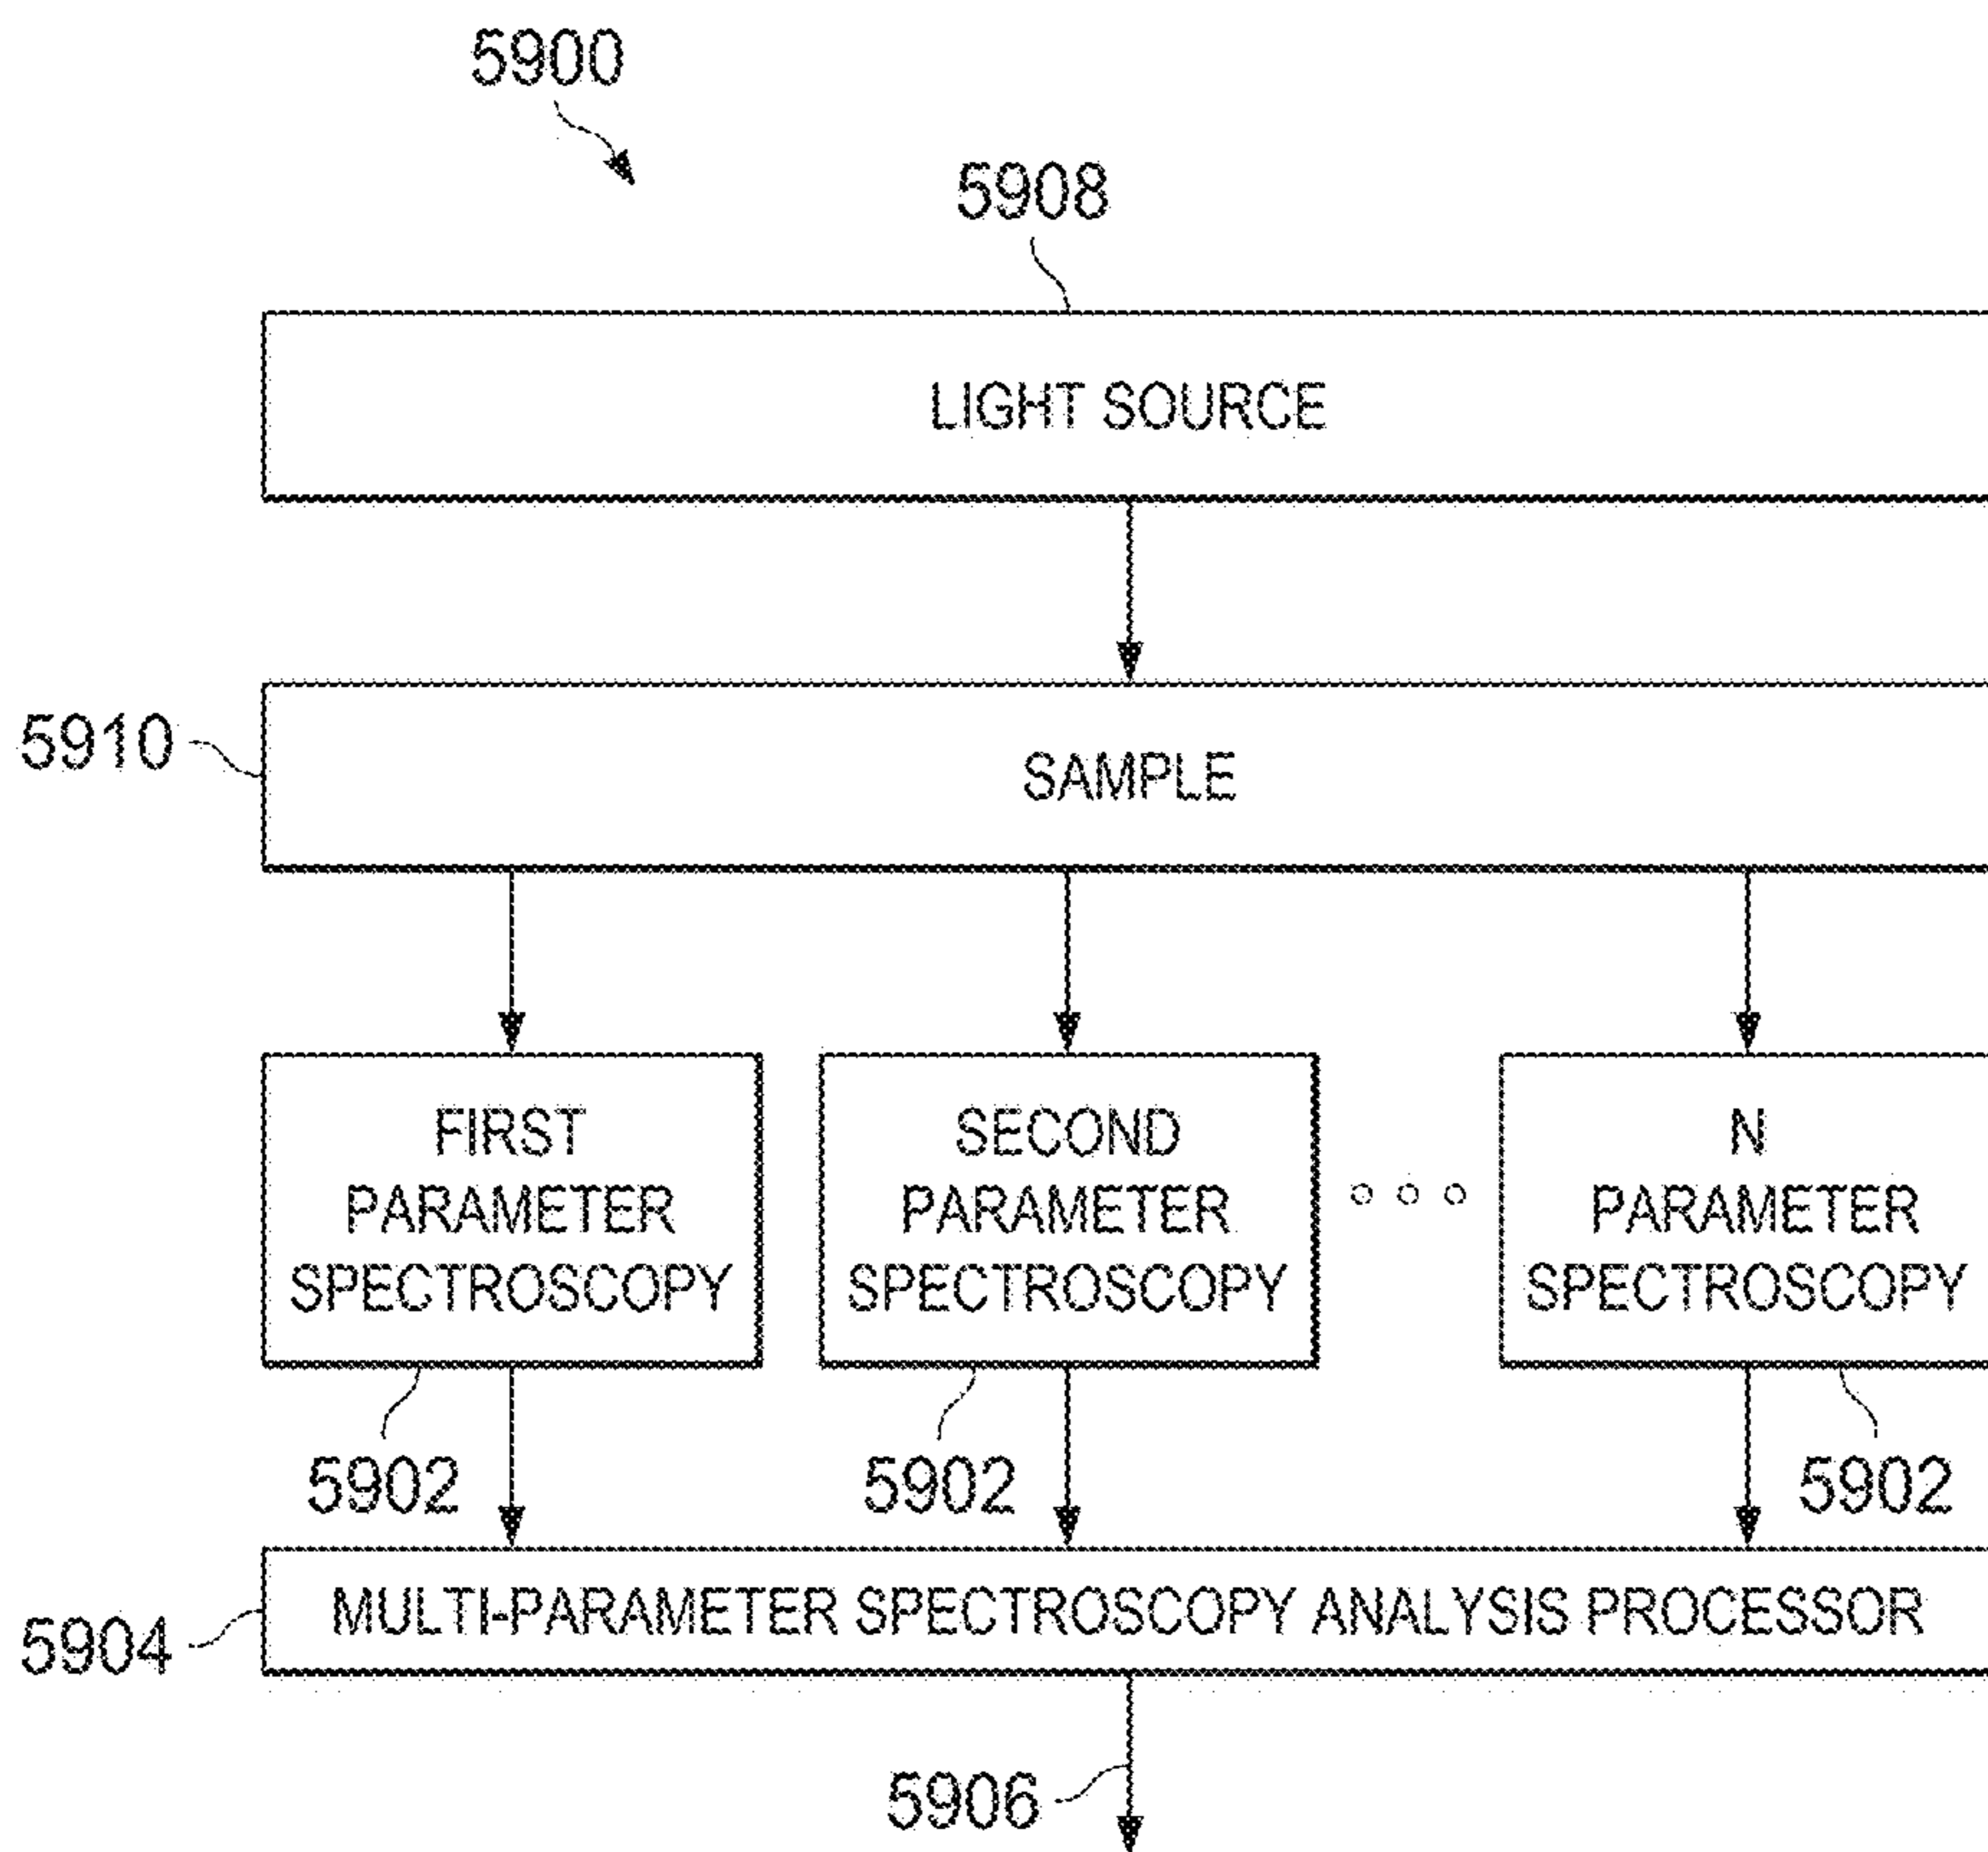 5900
5908
LIGHT SOURCE
5910
SAMPLE
FIRST
PARAMETER
SPECTROSCOPY
SECOND
PARAMETER
SPECTROSCOPY
N
PARAMETER
SPECTROSCOPY
5902
5902
5902
5904
MULTI-PARAMETER SPECTROSCOPY ANALYSIS PROCESSOR
5906